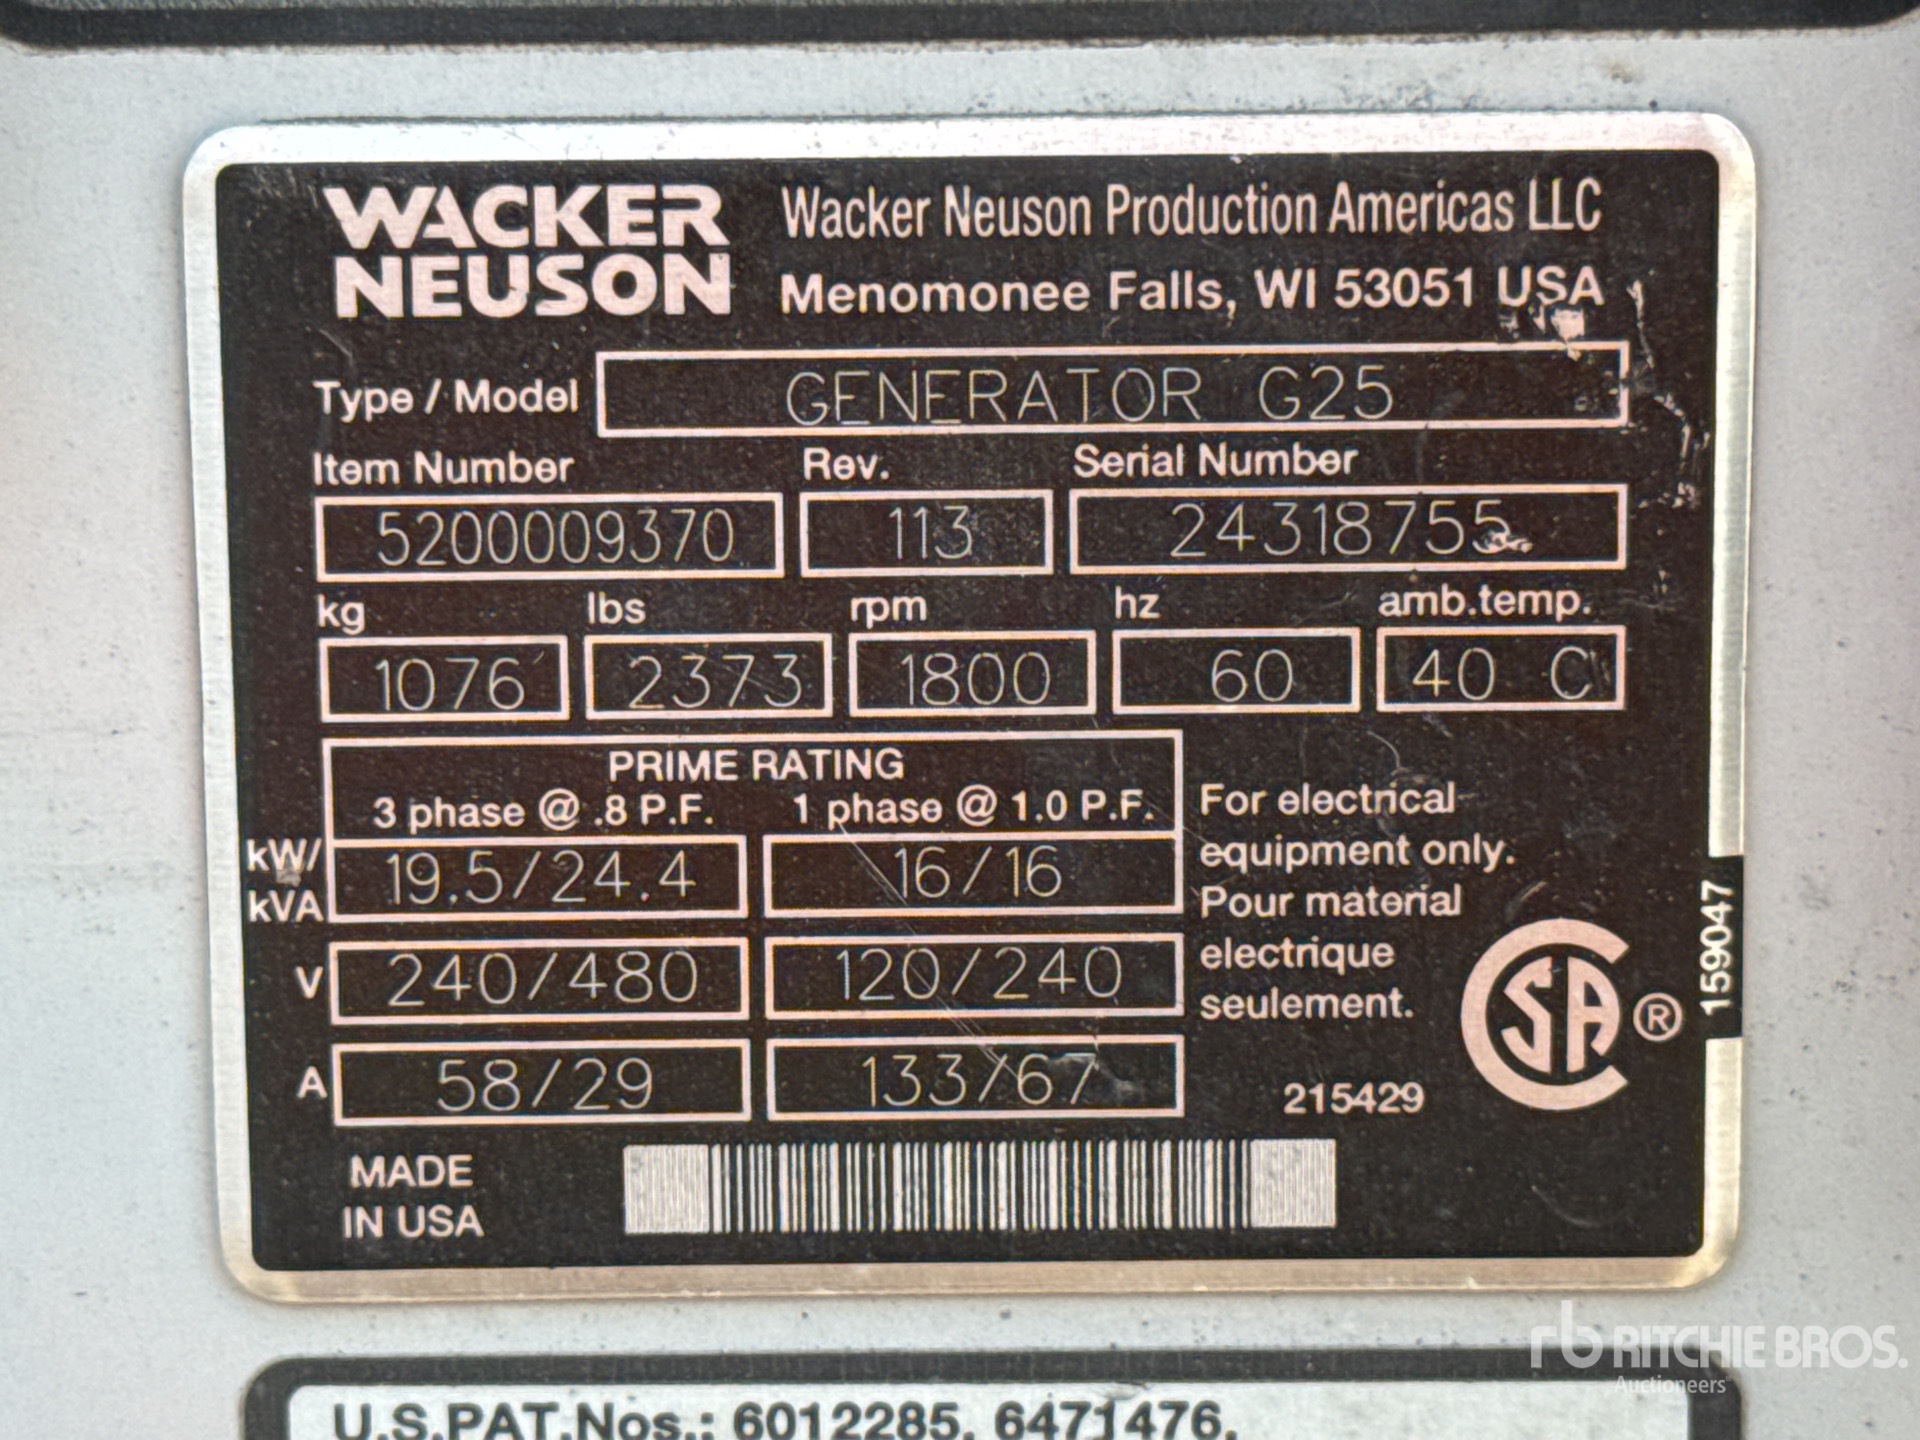 WACKER
NEUSON
Wacker Neuson Production Americas LLC
Menomonee Falls, WI 53051 USA
Type / Model GENERATOR G25
Item Number Rev. Serial Number
5200009370 113 24318755
kg lbs rpm hz amb.temp.
1076 2373 1800 60 40 C
PRIME RATING
3 phase @ .8 P.F. 1 phase @ 1.0 P.F.
kW/
kVA
19.5/24.4 16/16
V 240/480 120/240
A 58/29 133/67
For electrical
equipment only.
Pour material
electrique
seulement.
215429
SA ®
159047
MADE
IN USA
U.S.PAT.Nos.: 6012285, 6471476,
rb RITCHIE BROS.
Auctioneers